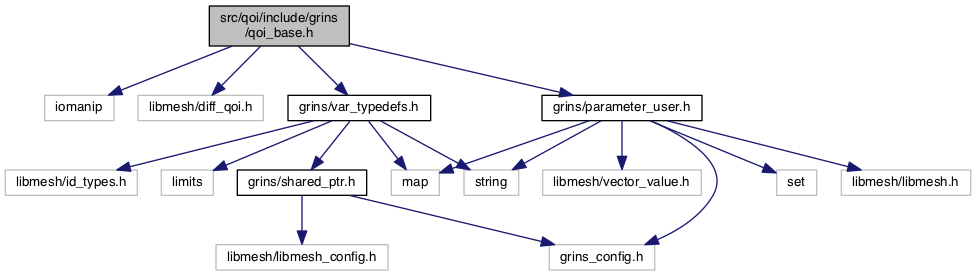 src/qoi/include/grins
/qoi_base.h
iomanip
libmesh/diff_qoi.h
grins/var_typedefs.h
grins/parameter_user.h
libmesh/id_types.h
limits
grins/shared_ptr.h
map
string
libmesh/vector_value.h
set
libmesh/libmesh.h
libmesh/libmesh_config.h
grins_config.h